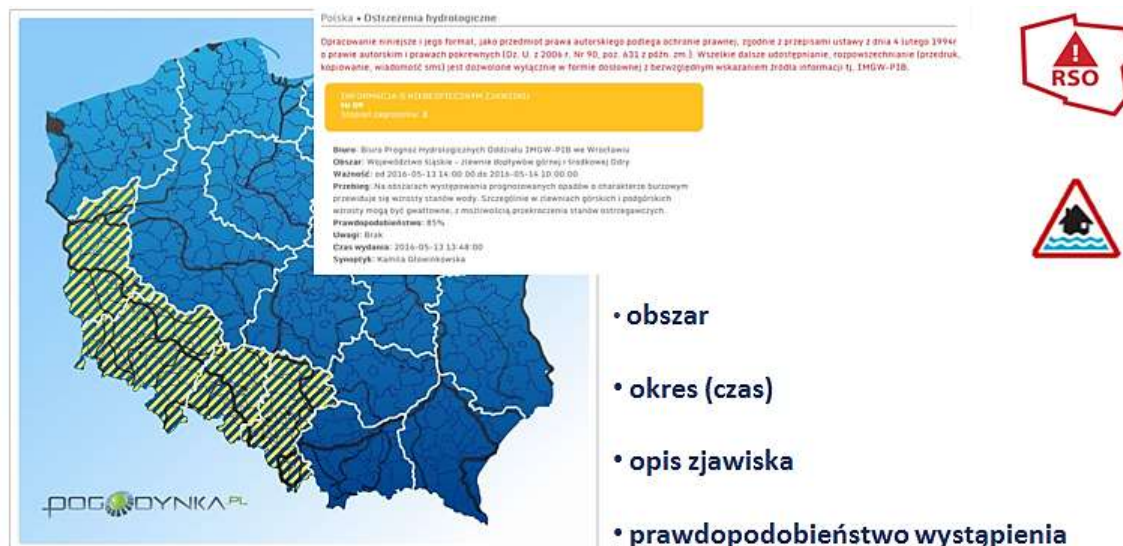 Polska • Ostrzeżenia hydrologiczne
Opracowanie niniejsze i jego format, jako przedmiot prawa autorskiego podlega ochronie prawnej, zgodnie z przepisami ustawy z dnia 4 lutego 1994r
o prawie autorskim i prawach pokrewnych (Dz. U. z 2006 r. Nr 90, poz. 631 z późn. zm.). Wszelkie dalsze udostępnianie, rozpowszechnianie (przedruk,
kopiowanie, wiadomość sms) jest dozwolone wyłącznie w formie dosłownej z bezwzględnym wskazaniem źródła informacji tj. IMGW-PIB.
INFORMACJA O NIEBEZPIECZNYM ZJAWISKU
Stopień zagrożenia:
Biuro: Biuro Prognoz Hydrologicznych Oddziału IMGW-PIB we Wrocławiu
Obszar: Województwo śląskie - zlewnie dopływów górnej i środkowej Odry
Ważność: od 2016-05-13 14:00:00 do 2016-05-14 10:00:00
Przebieg: Na obszarach występowania prognozowanych opadów o charakterze burzowym
przewiduje się wzrosty stanów wody. Szczególnie w zlewniach górskich i podgórskich
wzrosty mogą być gwałtowne, z możliwością przekroczenia stanów ostrzegawczych.
Prawdopodobieństwo: 85%
Uwagi: Brak
Czas wydania: 2016-05-13 13:48:00
Synoptyk: Kamila Głowinkowska
RSO
• obszar
• okres (czas)
• opis zjawiska
• prawdopodobieństwo wystąpienia
POGODYNKA.PL